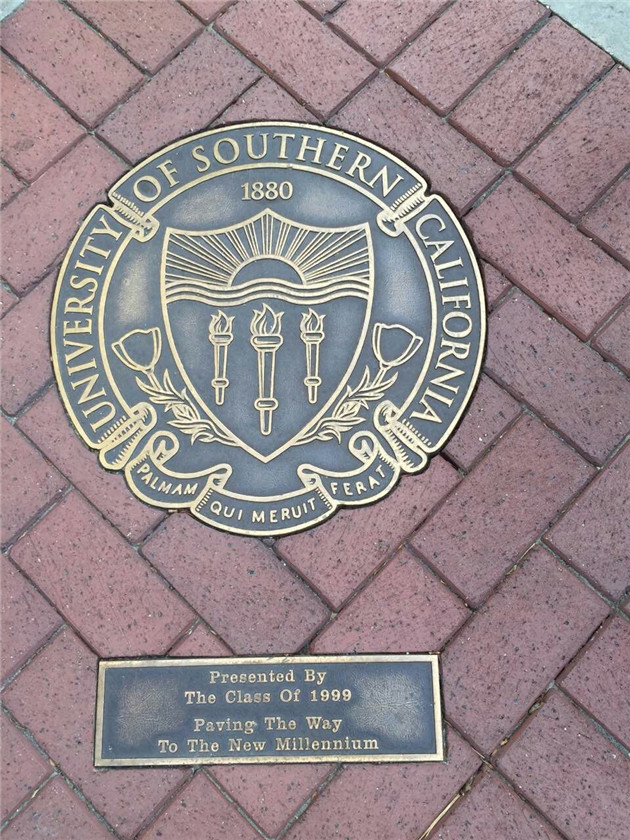 UNIVERSITY OF SOUTHERN CALIFORNIA
1880
PALMAM
QUI MERUIT
FERAT
Presented By
The Class Of 1999
Paving The Way
To The New Millennium